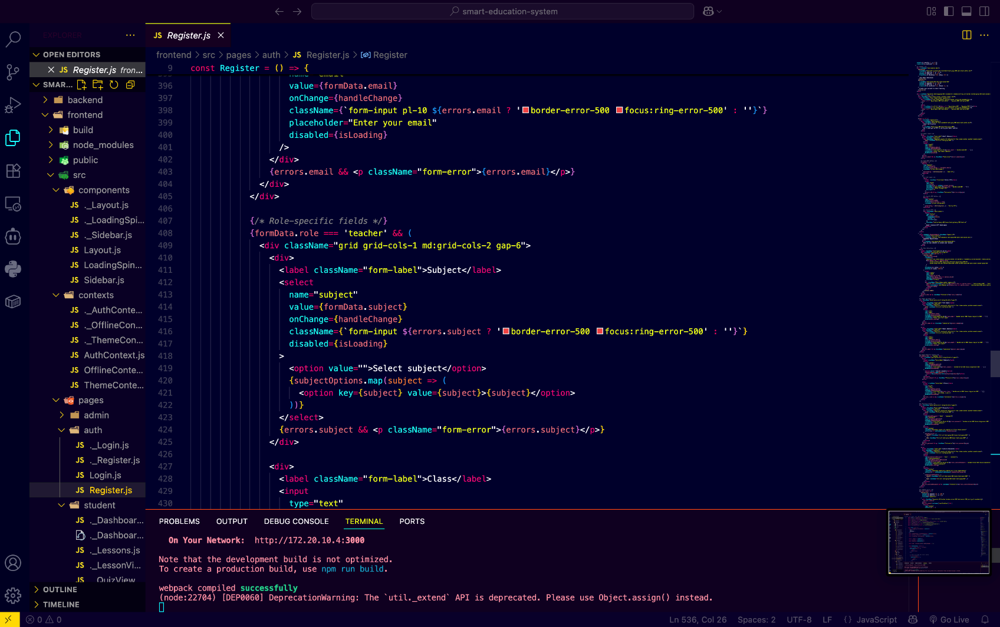 smart-education-system
EXPLORER
OPEN EDITORS
JS Register.js fron...
SMAR...
backend
frontend
build
node_modules
public
src
components
JS ._Layout.js
JS ._LoadingSpi...
JS ._Sidebar.js
JS Layout.js
JS LoadingSpin...
JS Sidebar.js
contexts
JS ._AuthConte...
JS ._OfflineCon...
JS ._ThemeCon...
JS AuthContext.js
JS OfflineConte...
JS ThemeConte...
pages
admin
auth
JS ._Login.js
JS ._Register.js
JS Login.js
JS Register.js
student
JS ._Dashboar...
._Dashboar...
JS ._Lessons.js
JS ._LessonVi...
JS ._QuizView
OUTLINE
TIMELINE
JS Register.js
frontend > src > pages > auth > JS Register.js > Register
9 const Register = () => {
name="email"
396 value={formData.email}
397 onChange={handleChange}
398 className={`form-input pl-10 ${errors.email ? 'border-error-500 focus:ring-error-500' : ''}`}
399 placeholder="Enter your email"
400 disabled={isLoading}
401 />
402 </div>
403 {errors.email && <p className="form-error">{errors.email}</p>}
404 </div>
405 </div>
406
407 {/* Role-specific fields */}
408 {formData.role === 'teacher' && (
409 <div className="grid grid-cols-1 md:grid-cols-2 gap-6">
410 <div>
411 <label className="form-label">Subject</label>
412 <select
413 name="subject"
414 value={formData.subject}
415 onChange={handleChange}
416 className={`form-input ${errors.subject ? 'border-error-500 focus:ring-error-500' : ''}`}
417 disabled={isLoading}
418 >
419 <option value="">Select subject</option>
420 {subjectOptions.map(subject => (
421 <option key={subject} value={subject}>{subject}</option>
422 ))}
423 </select>
424 {errors.subject && <p className="form-error">{errors.subject}</p>}
425 </div>
426
427 <div>
428 <label className="form-label">Class</label>
429 <input
430 type="text"
PROBLEMS OUTPUT DEBUG CONSOLE TERMINAL PORTS
On Your Network: http://172.20.10.4:3000
Note that the development build is not optimized.
To create a production build, use npm run build.
webpack compiled successfully
(node:22704) [DEP0060] DeprecationWarning: The `util._extend` API is deprecated. Please use Object.assign() instead.
0 0 Ln 536, Col 26 Spaces: 2 UTF-8 LF {} JavaScript Go Live